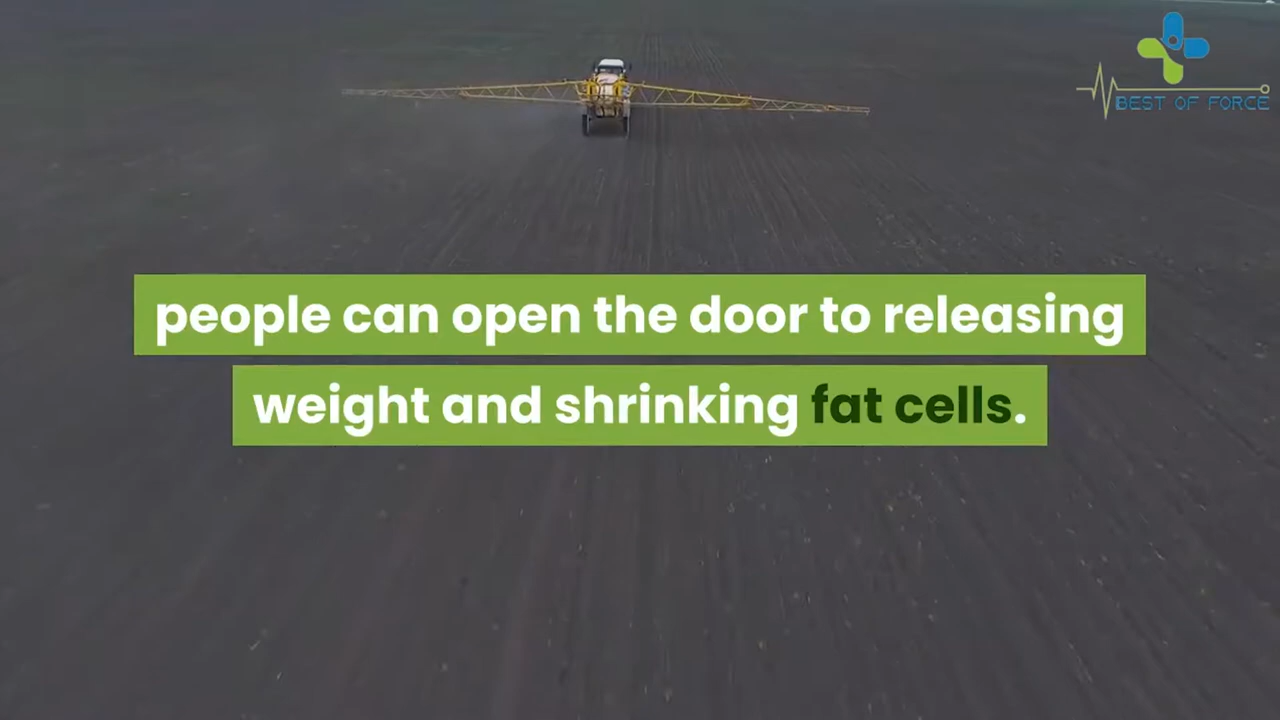 BEST OF FORCE
people can open the door to releasing
weight and shrinking fat cells.